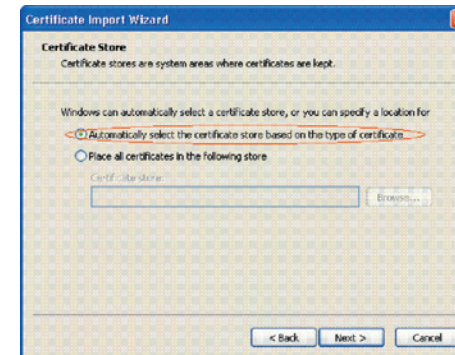 Certificate Import Wizard
Certificate Store
Certificate stores are system areas where certificates are kept.
Windows can automatically select a certificate store, or you can specify a location for
Automatically select the certificate store based on the type of certificate
Place all certificates in the following store
Certificate store:
Browse...
< Back Next > Cancel